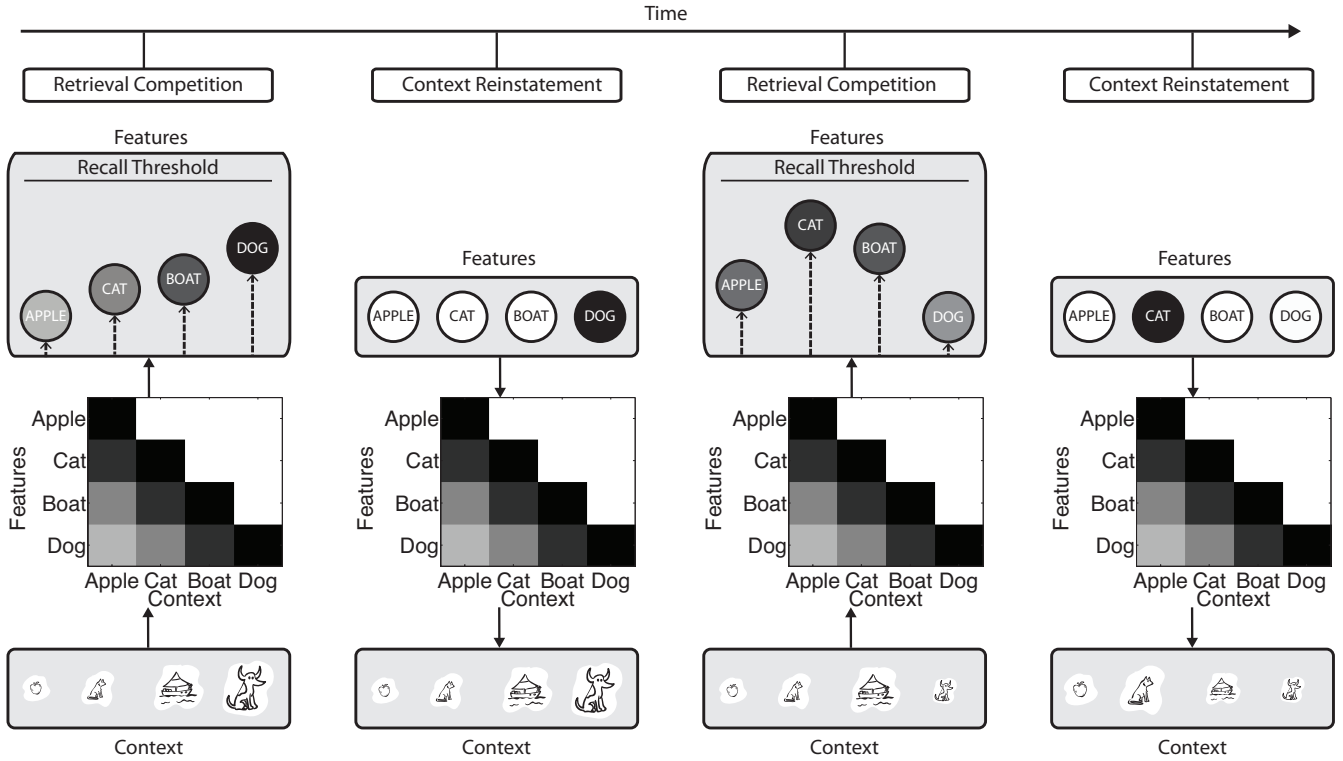 Time
Retrieval Competition
Context Reinstatement
Retrieval Competition
Context Reinstatement
Features
Recall Threshold
APPLE
CAT
BOAT
DOG
Features
Apple
Cat
Boat
Dog
Apple Cat Boat Dog
Context
Context
Features
APPLE
CAT
BOAT
DOG
Features
Apple
Cat
Boat
Dog
Apple Cat Boat Dog
Context
Context
Features
Recall Threshold
APPLE
CAT
BOAT
DOG
Features
Apple
Cat
Boat
Dog
Apple Cat Boat Dog
Context
Context
Features
APPLE
CAT
BOAT
DOG
Features
Apple
Cat
Boat
Dog
Apple Cat Boat Dog
Context
Context